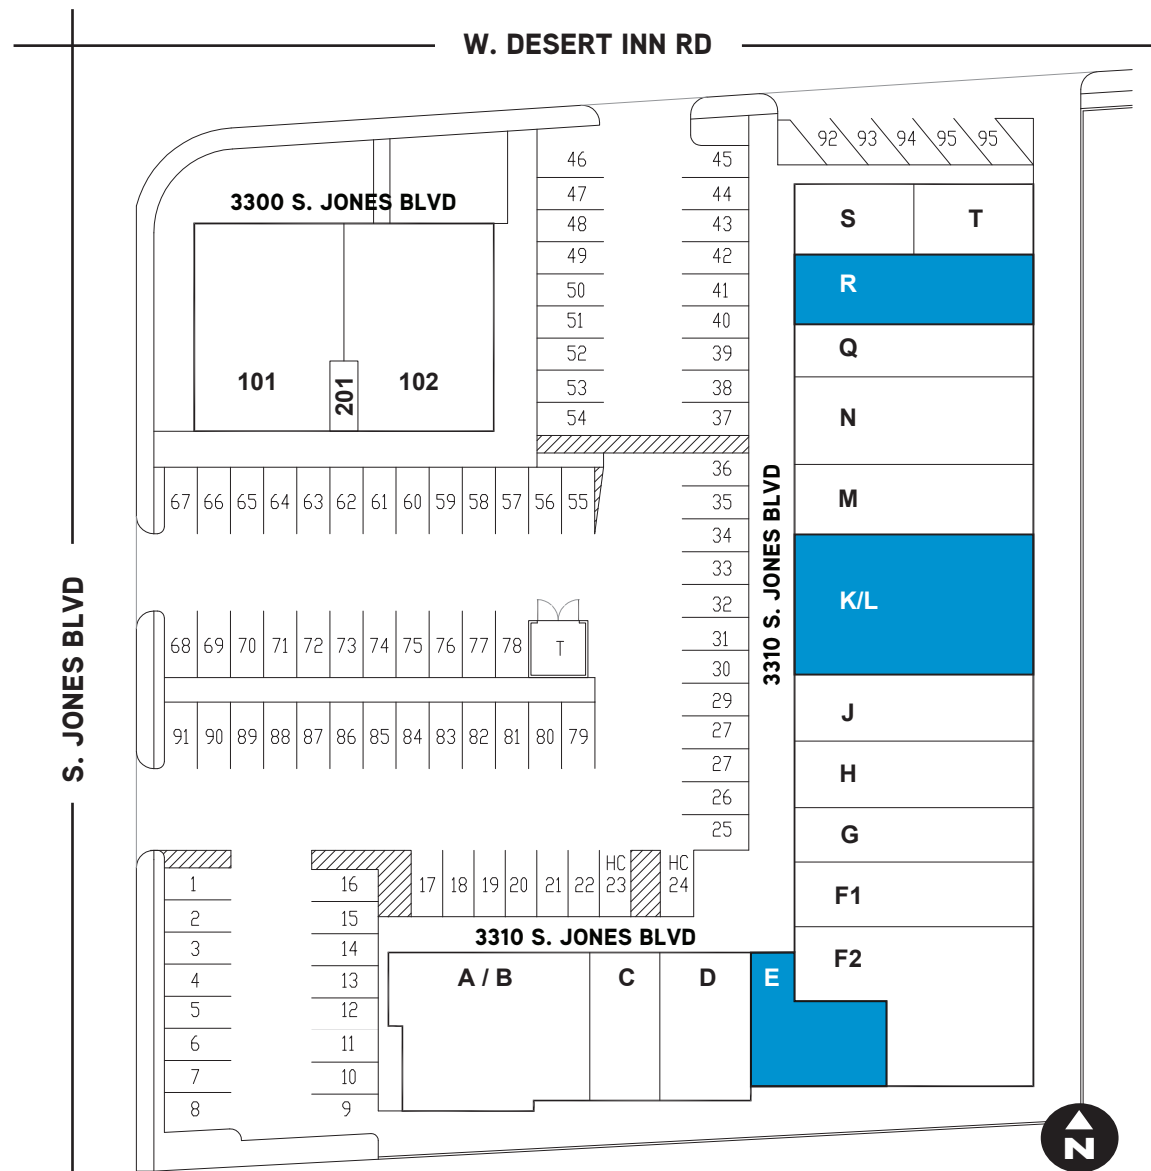 W. DESERT INN RD
92 93 94 95 95
46 45
3300 S. JONES BLVD
47 44
S T
48 43
49 42
R
50 41
51 40
Q
52 39
101 201 102
53 38
54 37
N
36
67 66 65 64 63 62 61 60 59 58 57 56 55
35
M
34
3310 S. JONES BLVD
33
32
K/L
S. JONES BLVD
31
68 69 70 71 72 73 74 75 76 77 78 T
30
29
J
27
91 90 89 88 87 86 85 84 83 82 81 80 79
27
H
26
25
G
HC HC
1 16 17 18 19 20 21 22 23 24
F1
2 15
3310 S. JONES BLVD
3 14
F2
A / B C D E
4 13
5 12
6 11
7 10
8 9
N